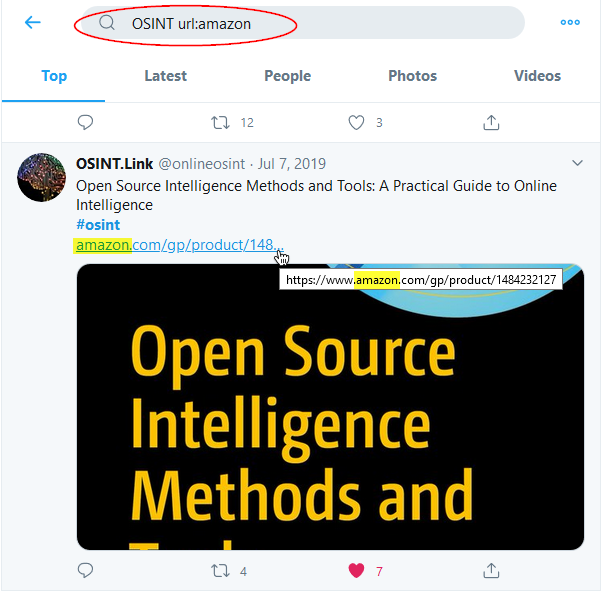 OSINT url:amazon
Top Latest People Photos Videos
12 3
OSINT.Link @onlineosint · Jul 7, 2019
Open Source Intelligence Methods and Tools: A Practical Guide to Online
Intelligence
#osint
amazon.com/gp/product/148...
https://www.amazon.com/gp/product/1484232127
Open Source
Intelligence
Methods and
4 7